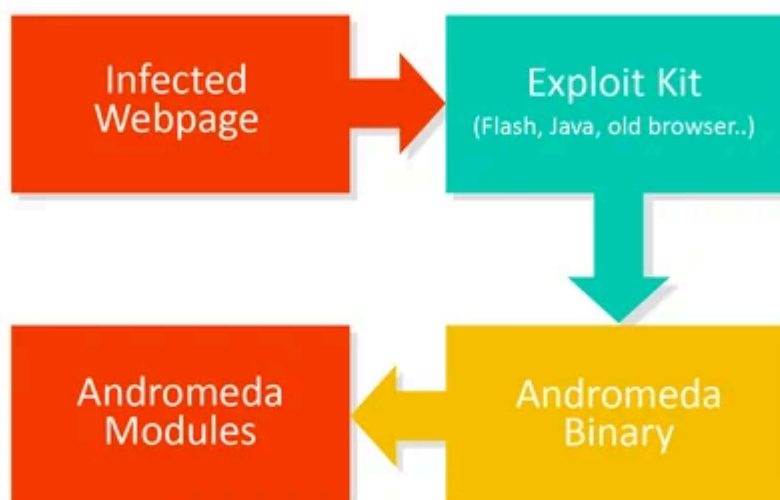 Infected
Webpage
Exploit Kit
(Flash, Java, old browser..)
Andromeda
Modules
Andromeda
Binary